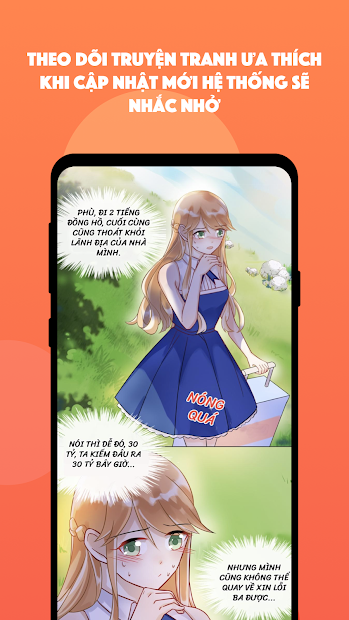 THEO DÕI TRUYỆN TRANH ƯA THÍCH
KHI CẬP NHẬT MỚI HỆ THỐNG SẼ
NHẮC NHỞ
PHÙ, ĐI 2 TIẾNG
ĐỒNG HỒ, CUỐI CÙNG
CŨNG THOÁT KHỎI
LÃNH ĐỊA CỦA NHÀ
MÌNH.
NÓNG
QUÁ
NÓI THÌ DỄ ĐÓ, 30
TỶ, TA KIẾM ĐÂU RA
30 TỶ BÂY GIỜ...
NHƯNG MÌNH
CŨNG KHÔNG THỂ
QUAY VỀ XIN LỖI
BA ĐƯỢC...